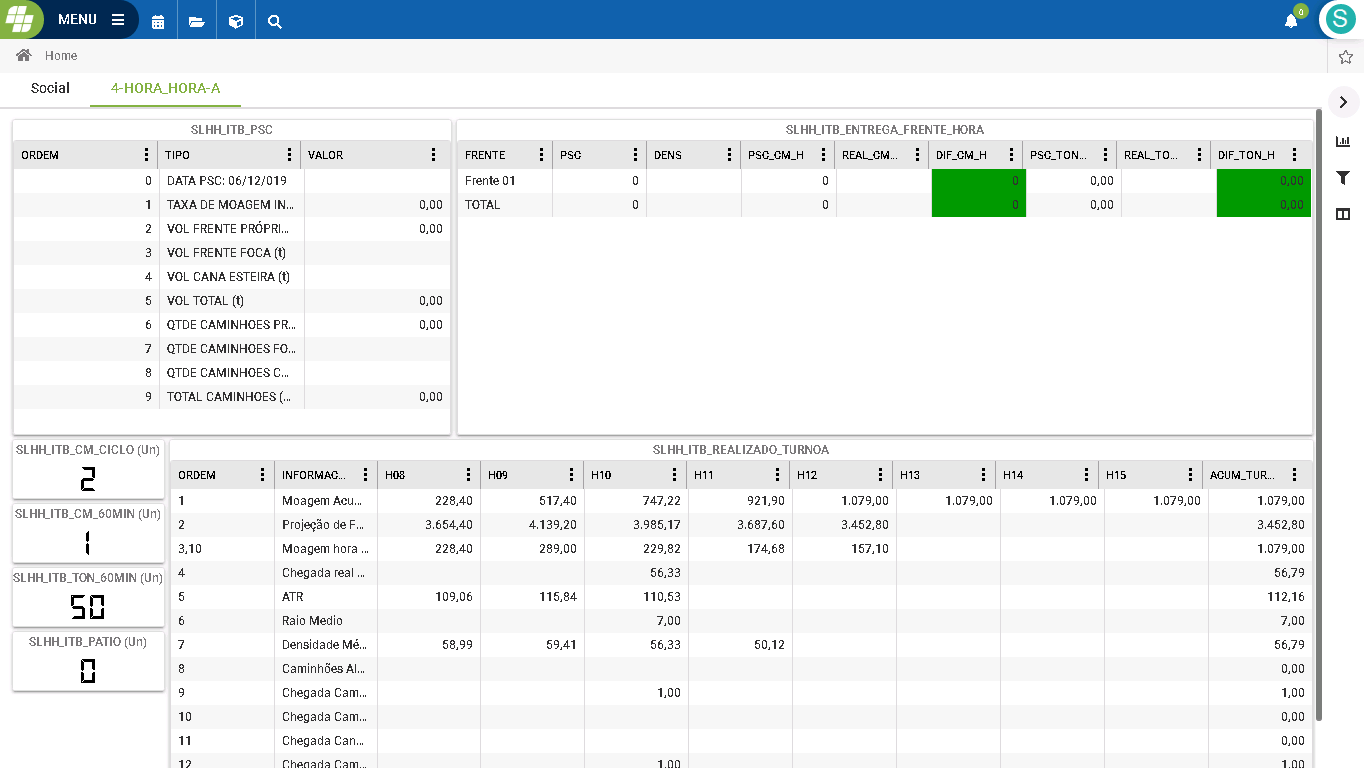 MENU
0
S
Home
Social 4-HORA_HORA-A
SLHH_ITB_PSC
ORDEM TIPO VALOR
0 DATA PSC: 06/12/019
1 TAXA DE MOAGEM IN... 0,00
2 VOL FRENTE PRÓPRI... 0,00
3 VOL FRENTE FOCA (t)
4 VOL CANA ESTEIRA (t)
5 VOL TOTAL (t) 0,00
6 QTDE CAMINHOES PR... 0,00
7 QTDE CAMINHOES FO...
8 QTDE CAMINHOES C...
9 TOTAL CAMINHOES (... 0,00
SLHH_ITB_ENTREGA_FRENTE_HORA
FRENTE PSC DENS PSC_CM_H REAL_CM... DIF_CM_H PSC_TON... REAL_TO... DIF_TON_H
Frente 01 0 0 0 0,00 0,00
TOTAL 0 0 0 0,00 0,00
SLHH_ITB_CM_CICLO (Un)
2
SLHH_ITB_CM_60MIN (Un)
1
SLHH_ITB_TON_60MIN (Un)
50
SLHH_ITB_PATIO (Un)
0
SLHH_ITB_REALIZADO_TURNOA
ORDEM INFORMAC... H08 H09 H10 H11 H12 H13 H14 H15 ACUM_TUR...
1 Moagem Acu... 228,40 517,40 747,22 921,90 1.079,00 1.079,00 1.079,00 1.079,00 1.079,00
2 Projeção de F... 3.654,40 4.139,20 3.985,17 3.687,60 3.452,80 3.452,80
3,10 Moagem hora ... 228,40 289,00 229,82 174,68 157,10 1.079,00
4 Chegada real ... 56,33 56,79
5 ATR 109,06 115,84 110,53 112,16
6 Raio Medio 7,00 7,00
7 Densidade Mé... 58,99 59,41 56,33 50,12 56,79
8 Caminhões Al... 0,00
9 Chegada Cam... 1,00 1,00
10 Chegada Cam... 0,00
11 Chegada Can... 0,00
12 Chegada Cam... 1,00 1,00